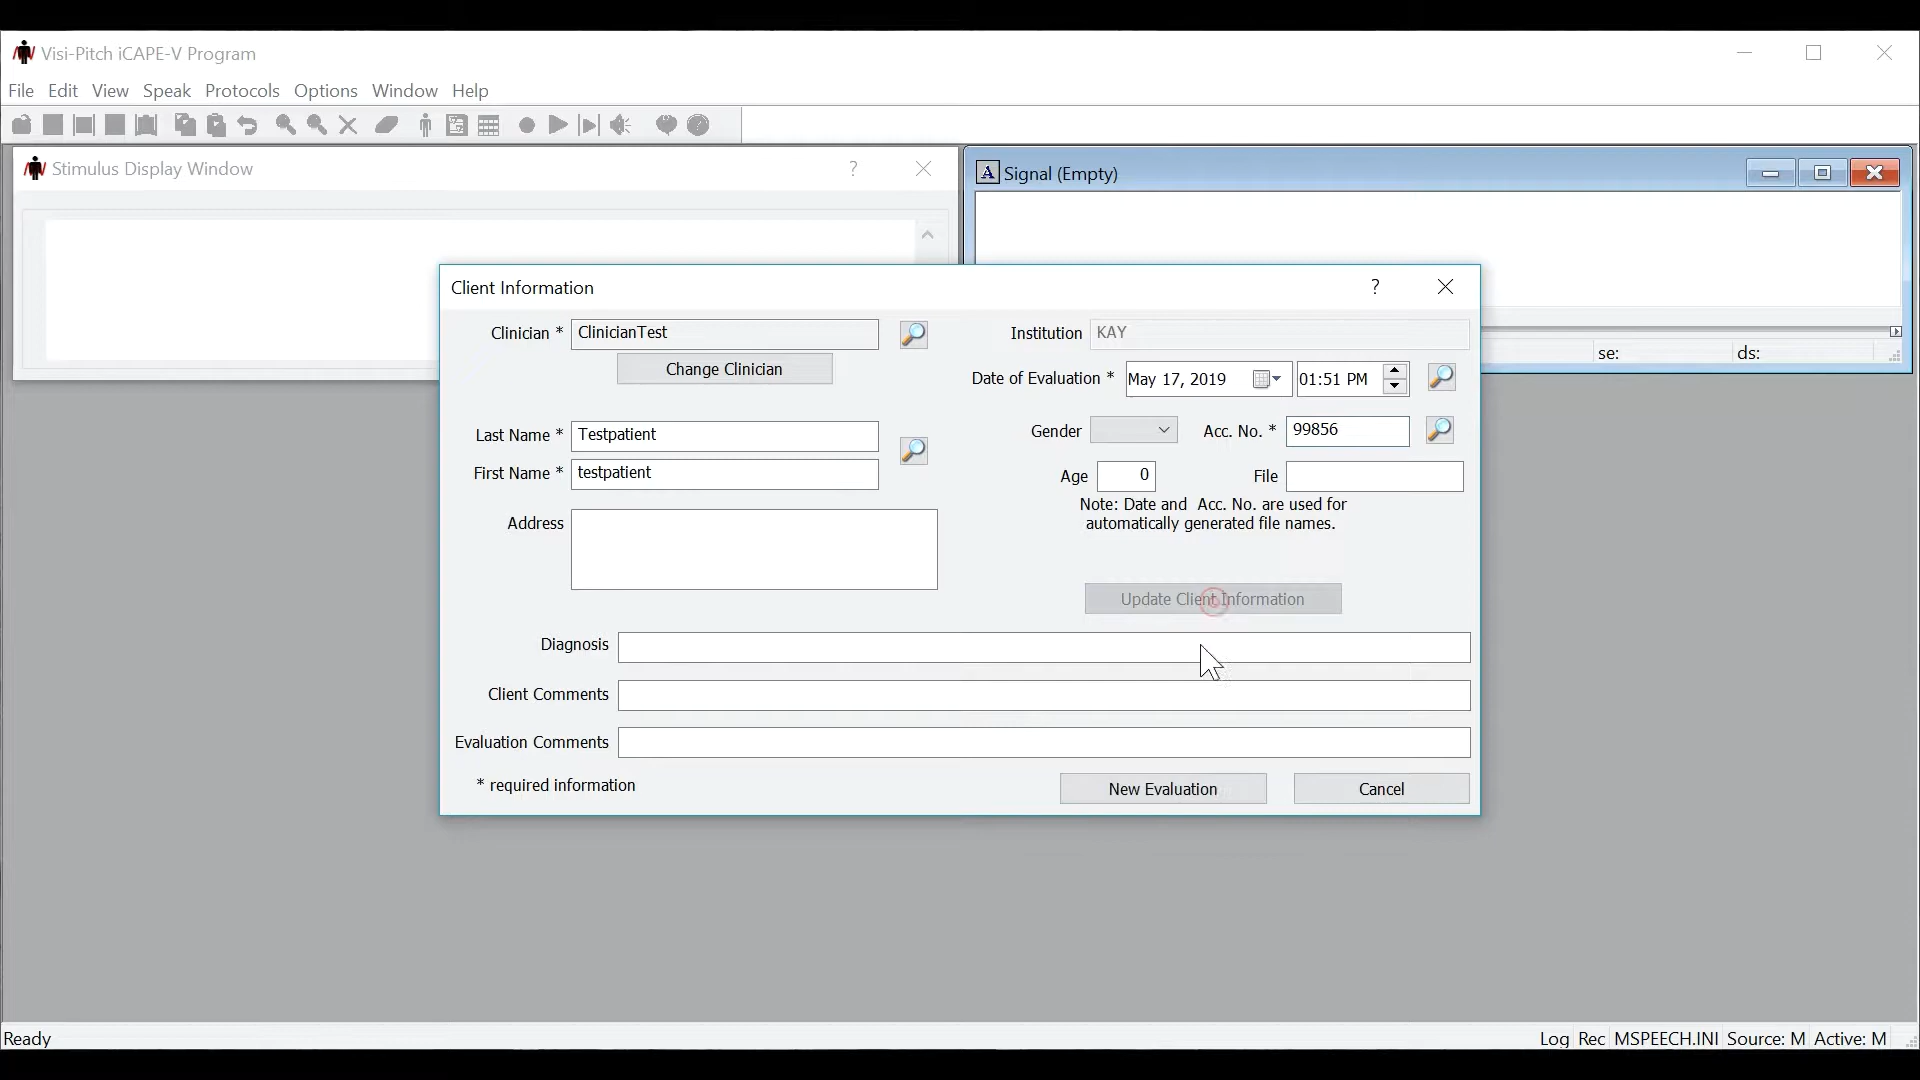 Visi-Pitch iCAPE-V Program
File Edit View Speak Protocols Options Window Help
Stimulus Display Window ?
A Signal (Empty)
se: ds:
Client Information ?
Clinician * ClinicianTest
Change Clinician
Institution KAY
Date of Evaluation * May 17, 2019 01:51 PM
Last Name * Testpatient
First Name * testpatient
Gender Acc. No. * 99856
Age 0 File
Note: Date and Acc. No. are used for
automatically generated file names.
Address
Update Client Information
Diagnosis
Client Comments
Evaluation Comments
* required information
New Evaluation Cancel
Ready Log Rec MSPEECH.INI Source: M Active: M